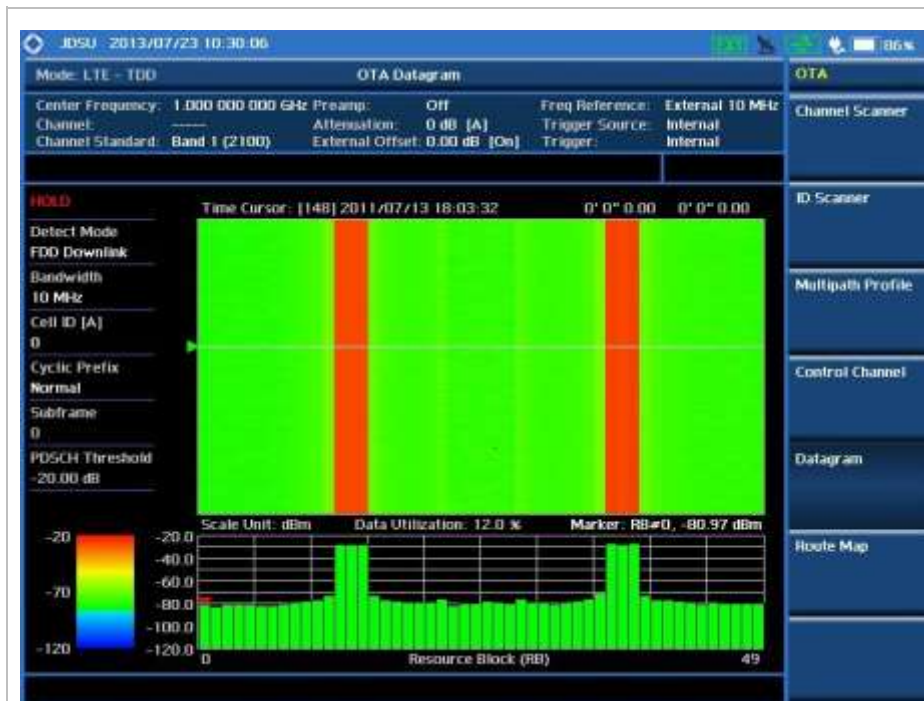 JDSU 2013/07/23 10:30:06
86%
Mode: LTE - TDD OTA Datagram
OTA
Center Frequency: 1.000 000 000 GHz Preamp: Off Freq Reference: External 10 MHz
Channel: ----- Attenuation: 0 dB [A] Trigger Source: Internal
Channel Standard: Band 1 (2100) External Offset: 0.00 dB [On] Trigger: Internal
Channel Scanner
HOLD
Time Cursor: [148] 2011/07/13 18:03:32 0' 0" 0.00 0' 0" 0.00
ID Scanner
Detect Mode
FDD Downlink
Bandwidth
10 MHz
Multipath Profile
Cell ID [A]
0
Cyclic Prefix
Normal
Control Channel
Subframe
0
PDSCH Threshold
-20.00 dB
Datagram
Scale Unit: dBm Data Utilization: 12.0 % Marker: RB#0, -80.97 dBm
Route Map
-20
-70
-120
-20.0
-40.0
-60.0
-80.0
-100.0
-120.0
0 Resource Block (RB) 49